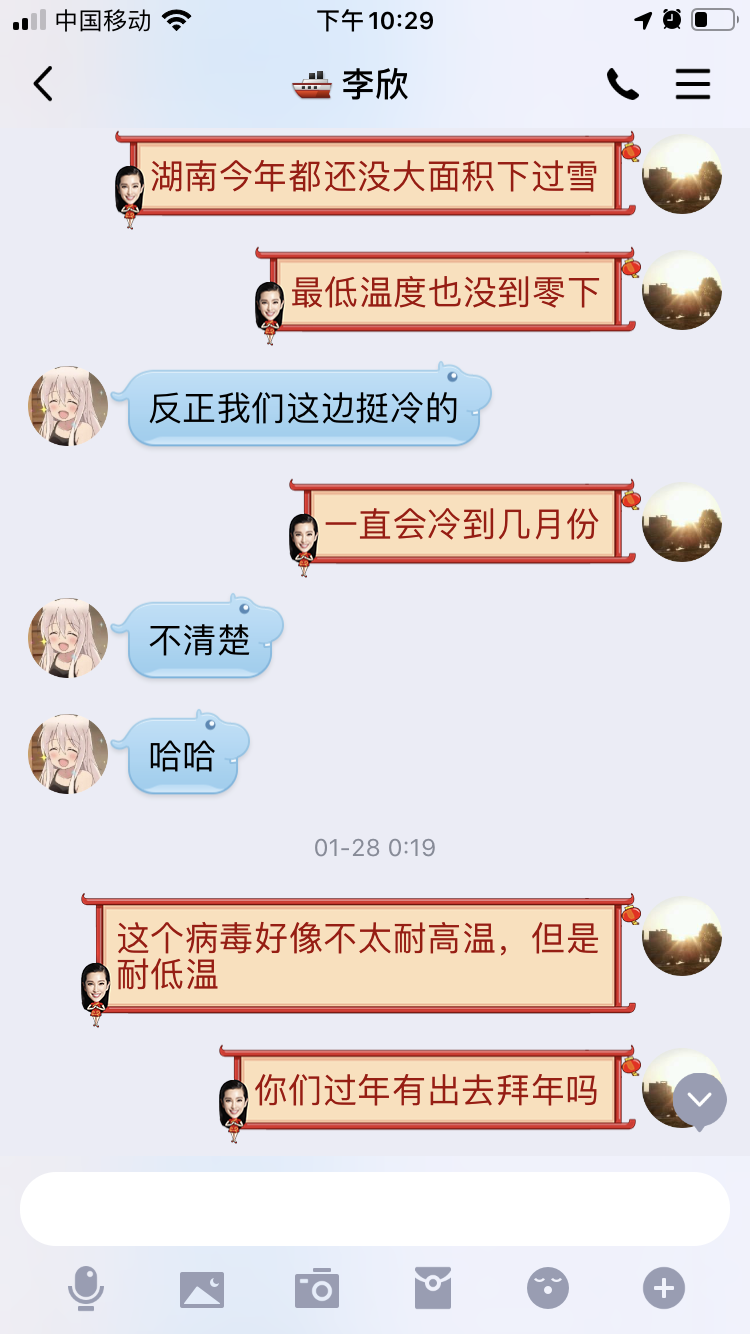 中国移动 下午10:29
李欣
湖南今年都还没大面积下过雪
最低温度也没到零下
反正我们这边挺冷的
一直会冷到几月份
不清楚
哈哈
01-28 0:19
这个病毒好像不太耐高温，但是
耐低温
你们过年有出去拜年吗